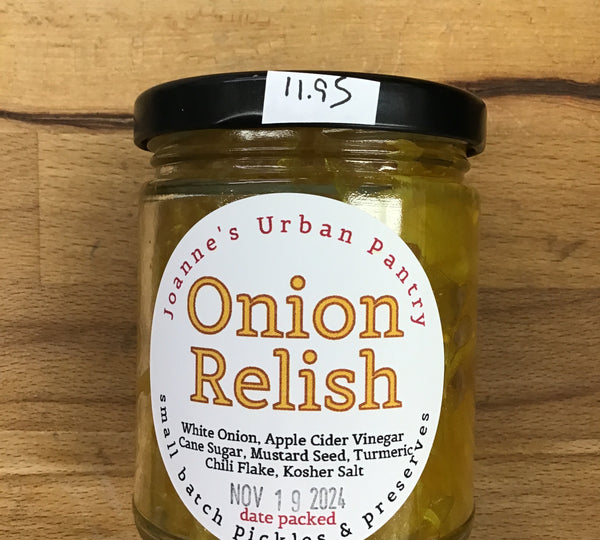 11.95
Joanne's Urban Pantry
Onion
Relish
White Onion, Apple Cider Vinegar
Cane Sugar, Mustard Seed, Turmeric
Chili Flake, Kosher Salt
NOV 19 2024
date packed
small batch pickles & preserves